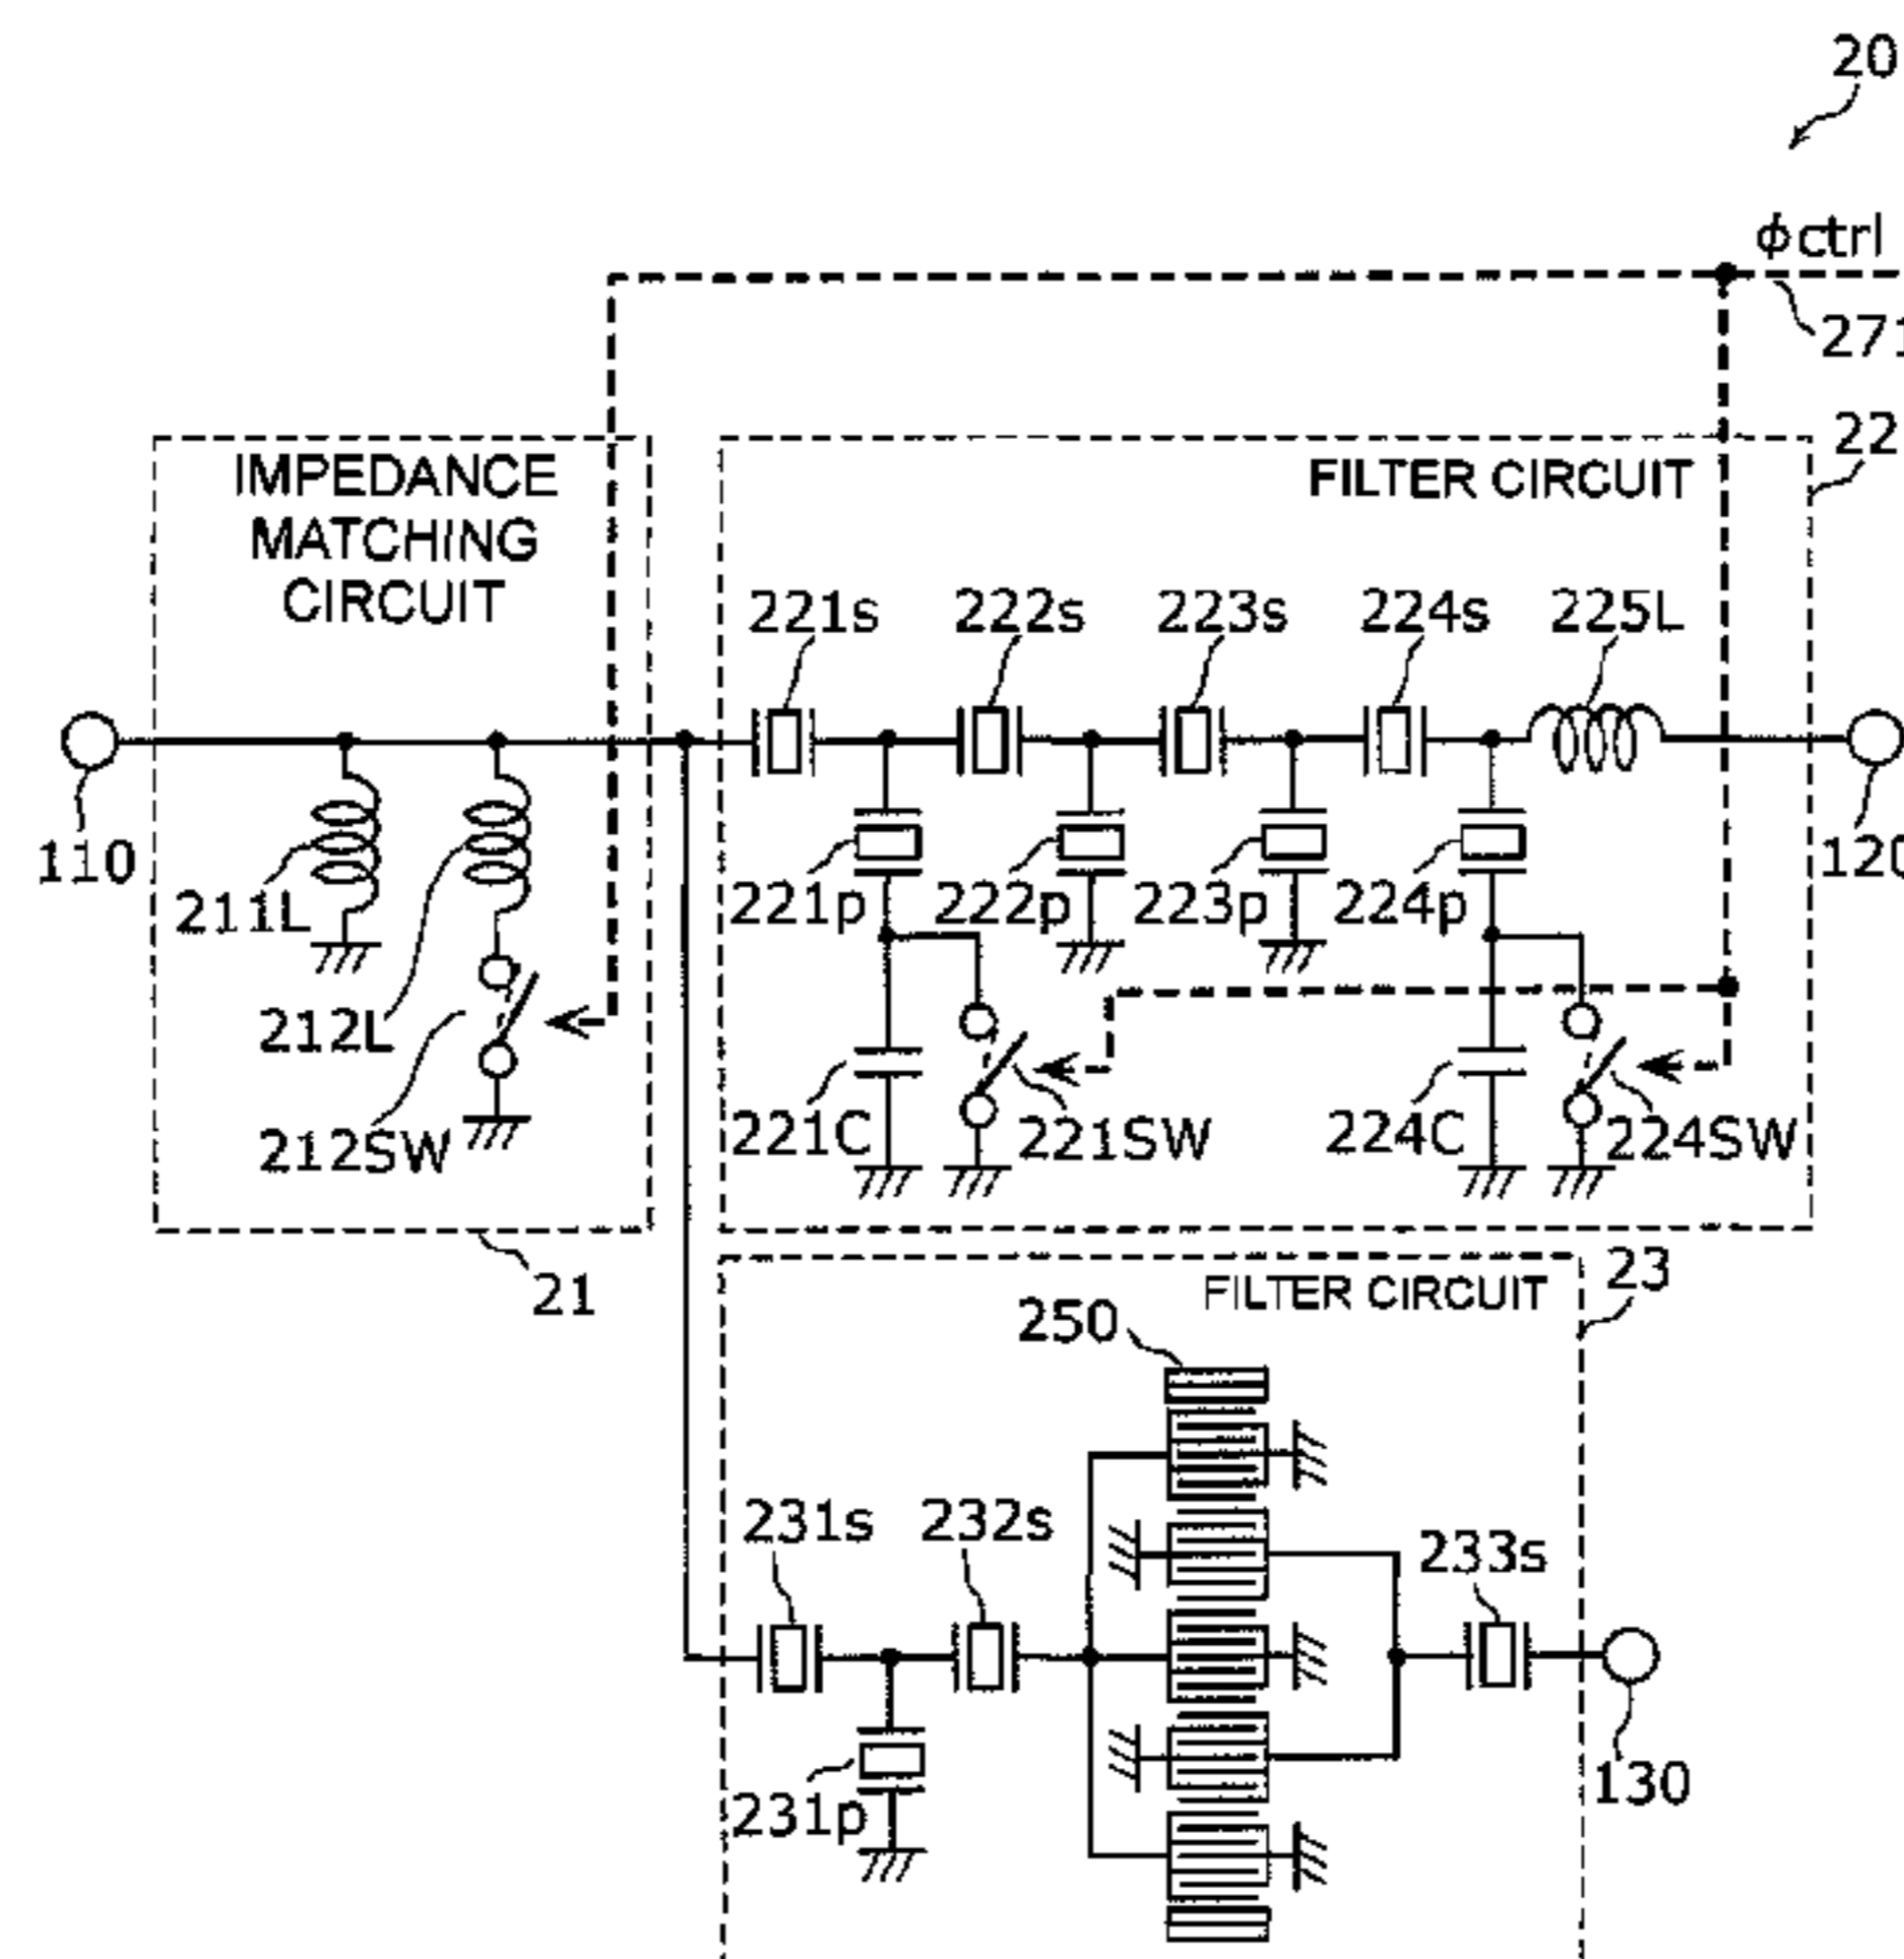 20
ϕctrl
271
22
IMPEDANCE
MATCHING
CIRCUIT
FILTER CIRCUIT
221s
222s
223s
224s
225L
110
211L
221p
222p
223p
224p
120
212L
212SW
221C
221SW
224C
224SW
21
FILTER CIRCUIT
23
250
231s
232s
233s
231p
130